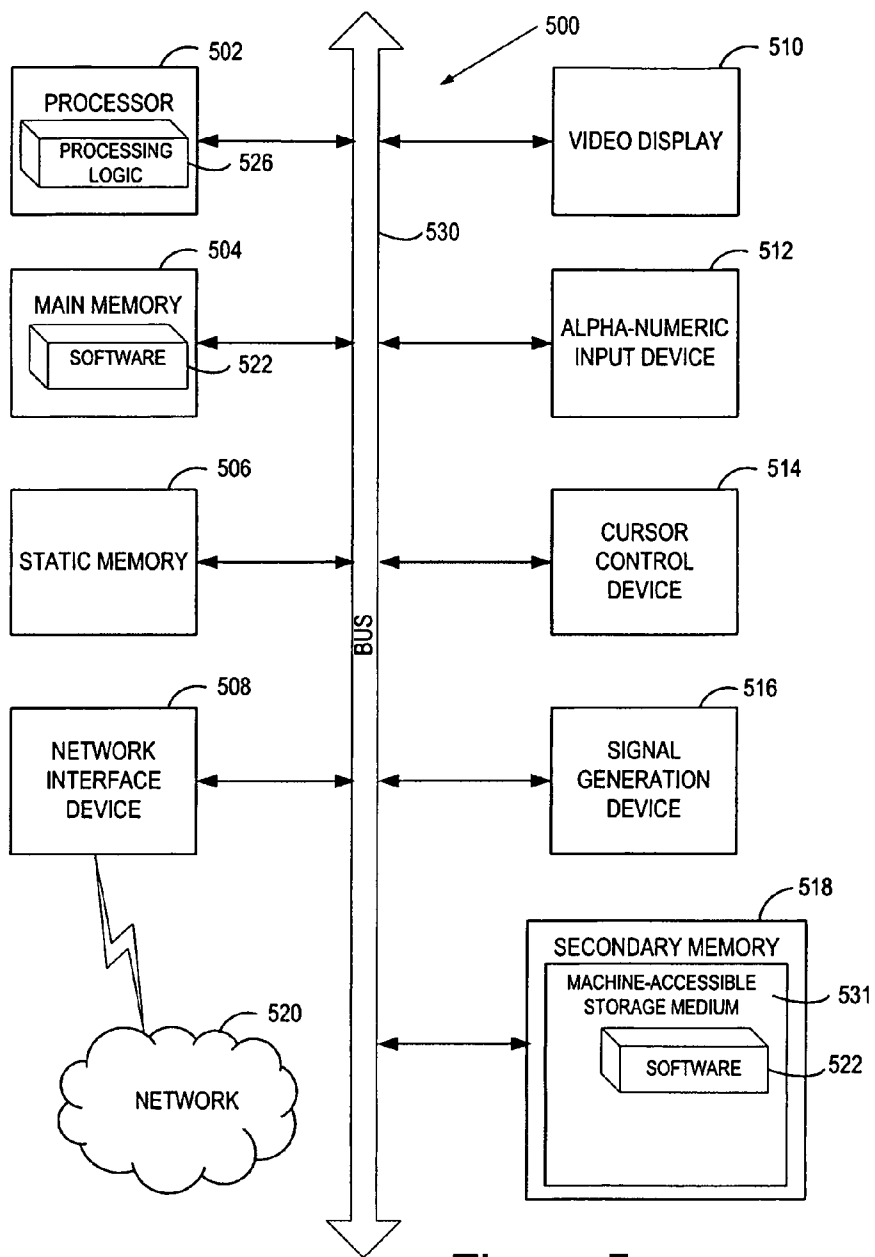 500
502
PROCESSOR
PROCESSING
LOGIC
526
510
VIDEO DISPLAY
530
504
MAIN MEMORY
SOFTWARE
522
512
ALPHA-NUMERIC
INPUT DEVICE
506
STATIC MEMORY
514
CURSOR
CONTROL
DEVICE
BUS
508
NETWORK
INTERFACE
DEVICE
516
SIGNAL
GENERATION
DEVICE
518
SECONDARY MEMORY
MACHINE-ACCESSIBLE
STORAGE MEDIUM
531
SOFTWARE
522
520
NETWORK